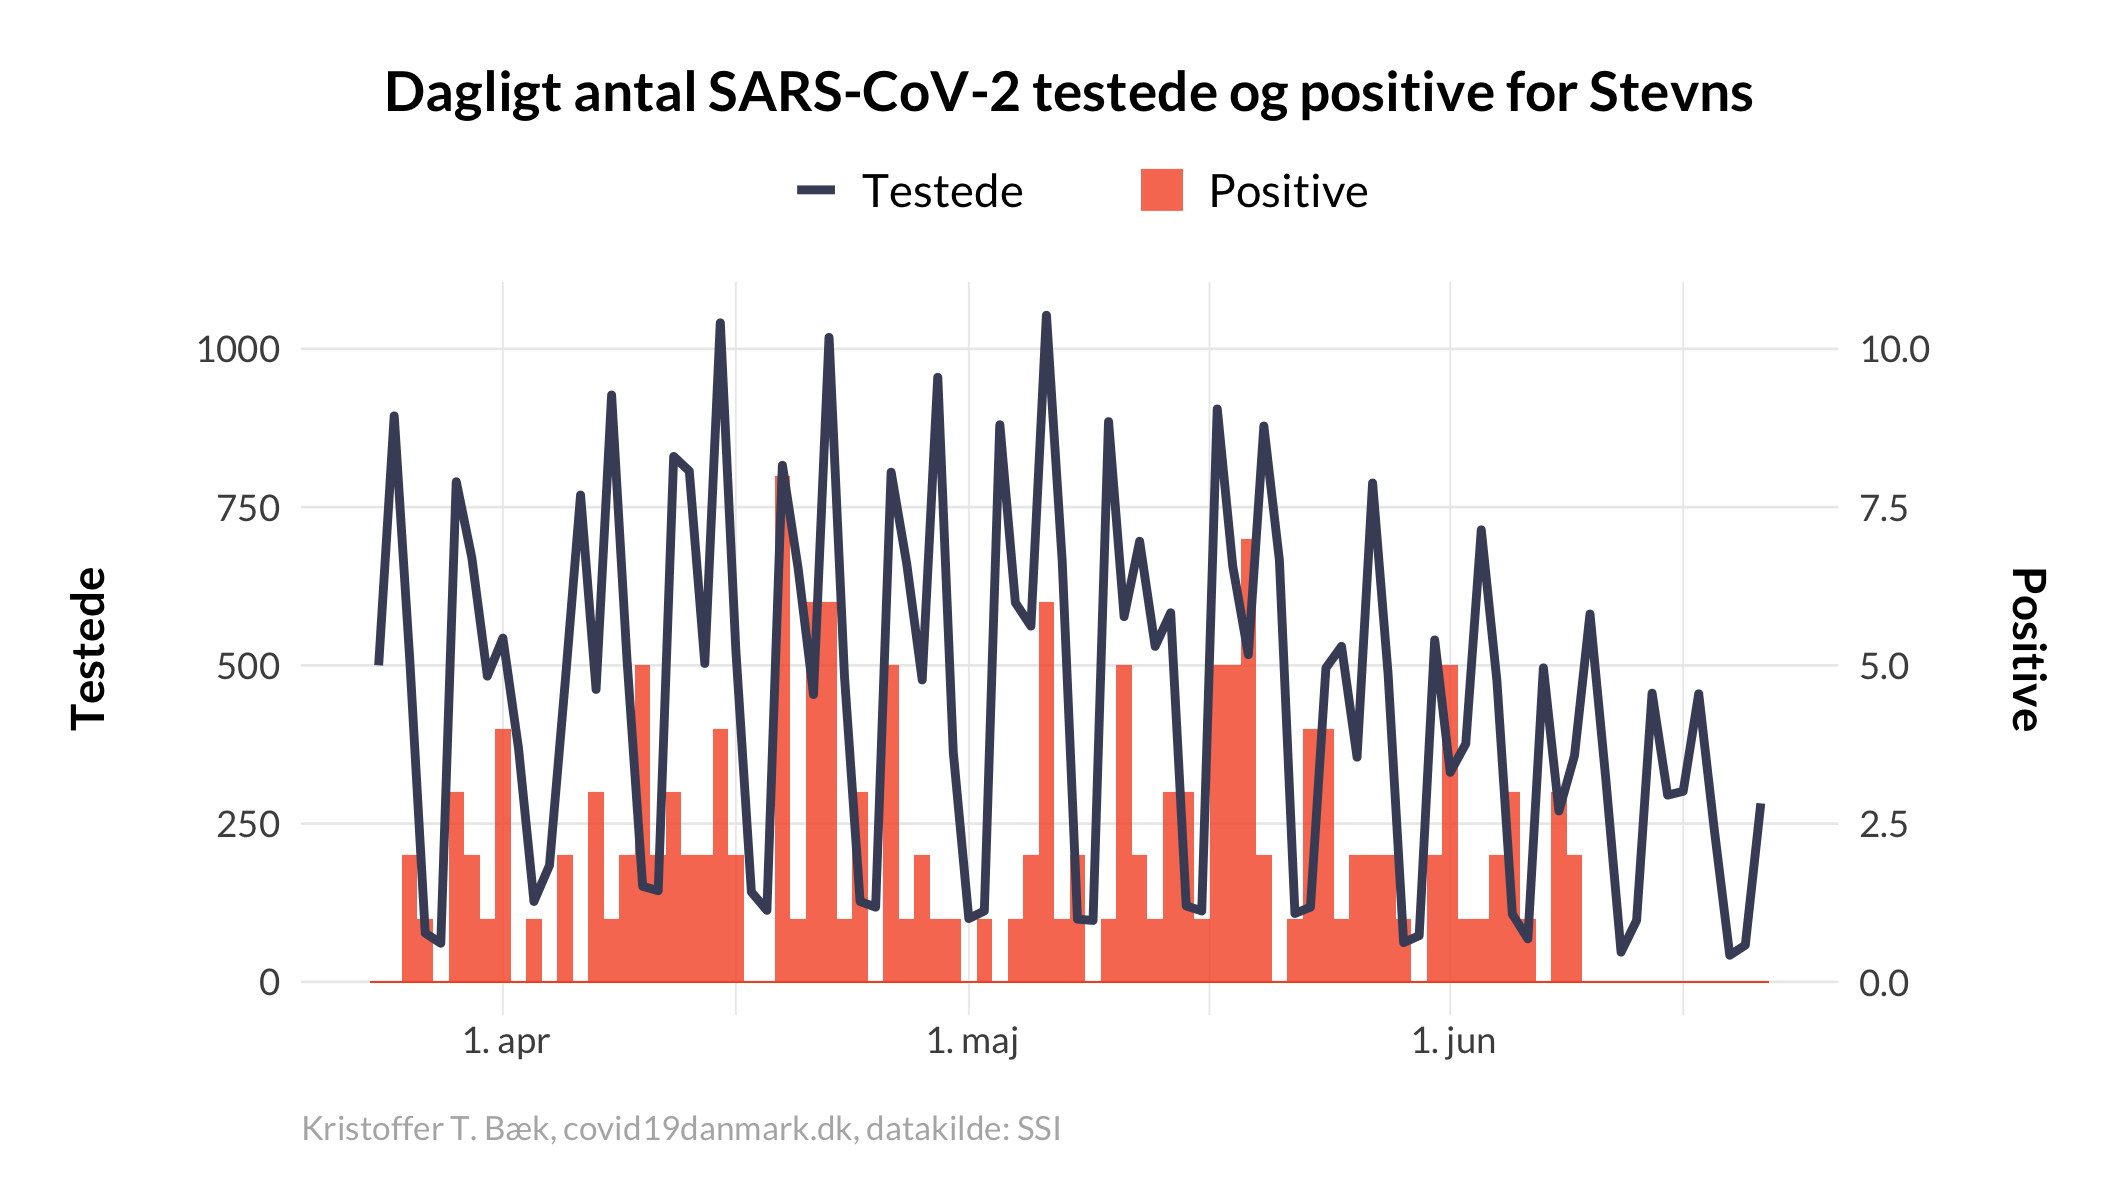 Dagligt antal SARS-CoV-2 testede og positive for Stevns
Testede
Positive
1000
750
500
250
0
10.0
7.5
5.0
2.5
0.0
Testede
Positive
1. apr
1. maj
1. jun
Kristoffer T. Bæk, covid19danmark.dk, datakilde: SSI